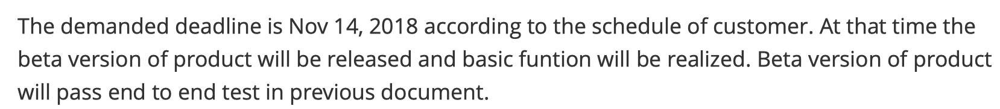 The demanded deadline is Nov 14, 2018 according to the schedule of customer. At that time the
beta version of product will be released and basic funtion will be realized. Beta version of product
will pass end to end test in previous document.